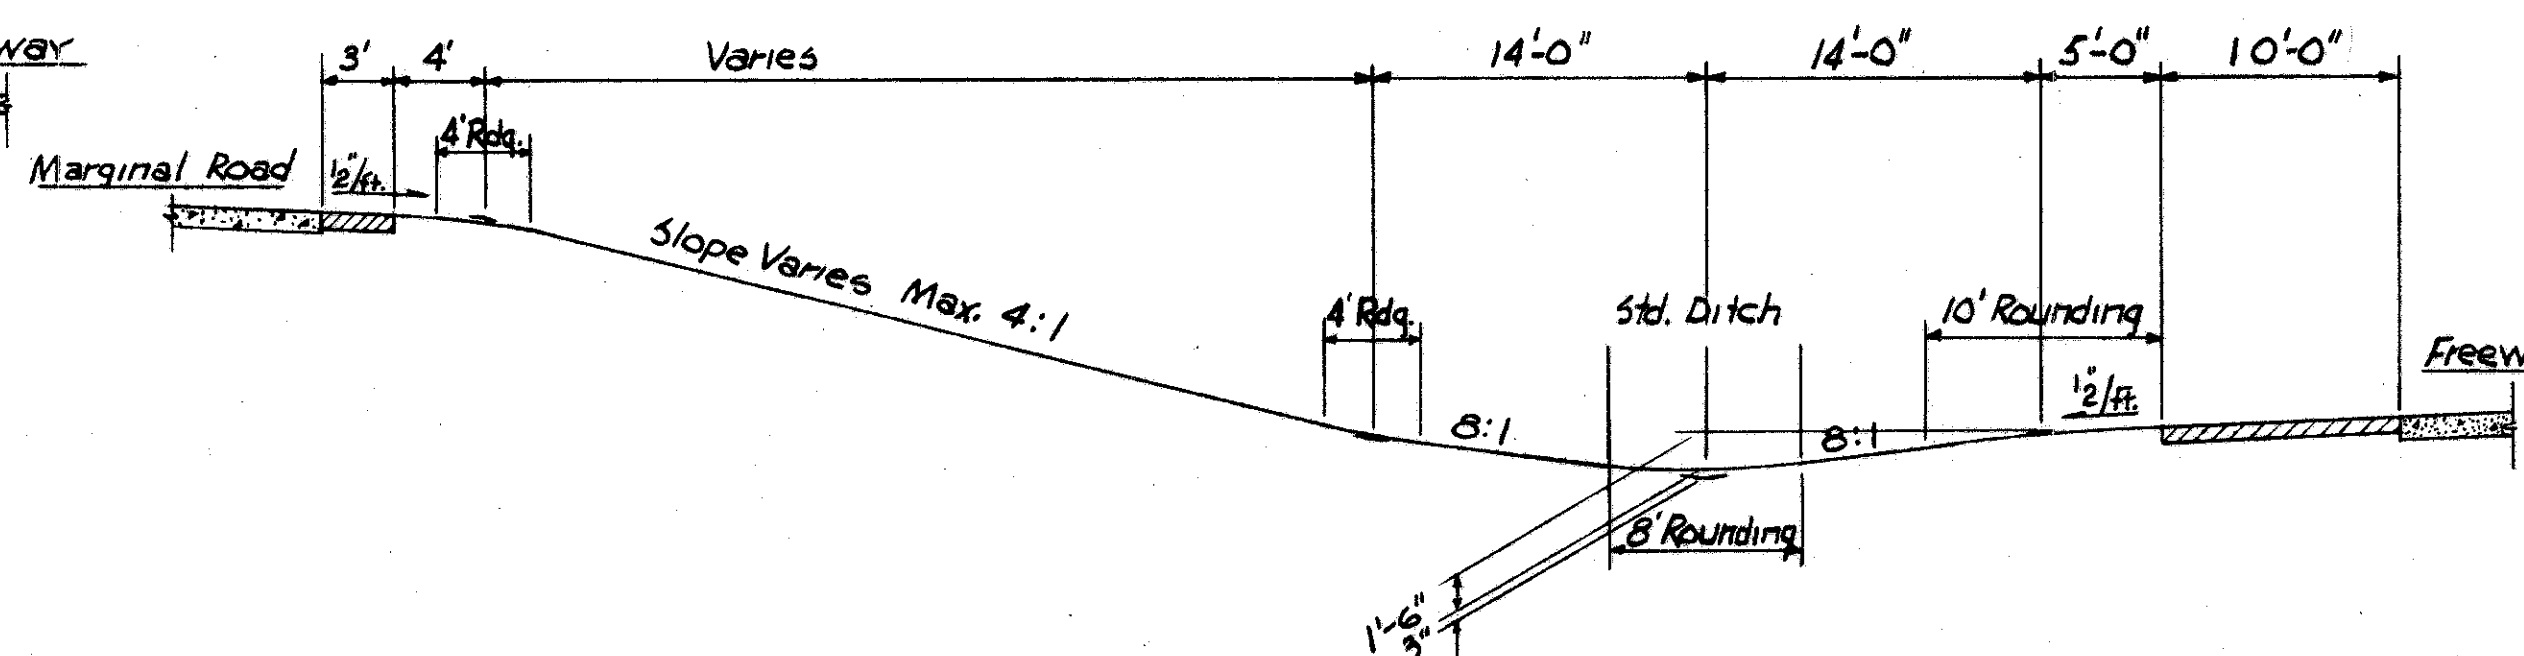 way
3'
4'
Varies
14'-0"
14'-0"
5'-0"
10'-0"
4' Rdg.
Marginal Road
1/2"/ft.
Slope Varies Max. 4:1
4' Rdg.
Std. Ditch
10' Rounding
Freew
1/2"/ft.
8:1
8:1
8' Rounding
1'-6"
3"